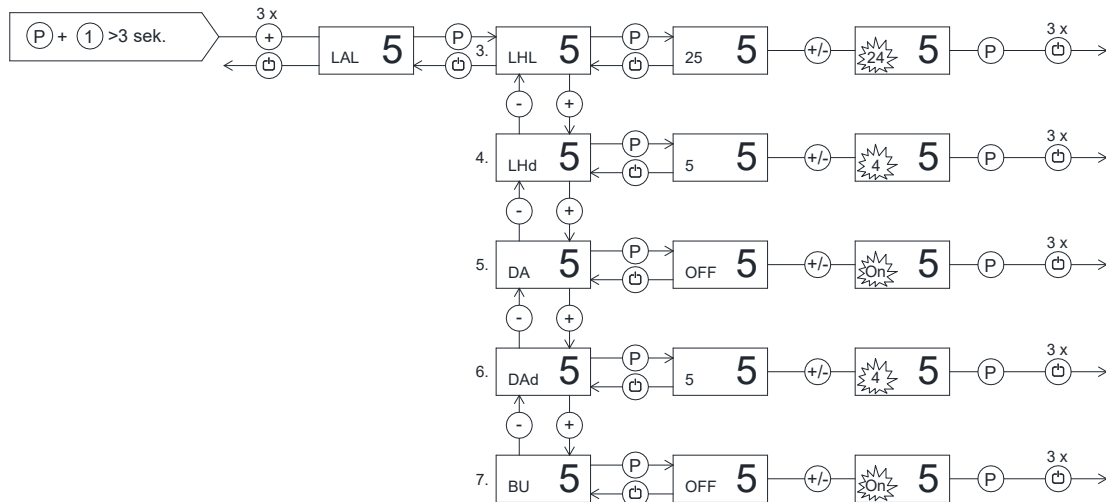 P + 1 >3 sek.
3 x
+
LAL 5
P
3. LHL 5
P
25 5
+/-
24 5
P
3 x
- +
4. LHd 5
P
5 5
+/-
4 5
P
3 x
- +
5. DA 5
P
OFF 5
+/-
On 5
P
3 x
- +
6. DAd 5
P
5 5
+/-
4 5
P
3 x
- +
7. BU 5
P
OFF 5
+/-
On 5
P
3 x